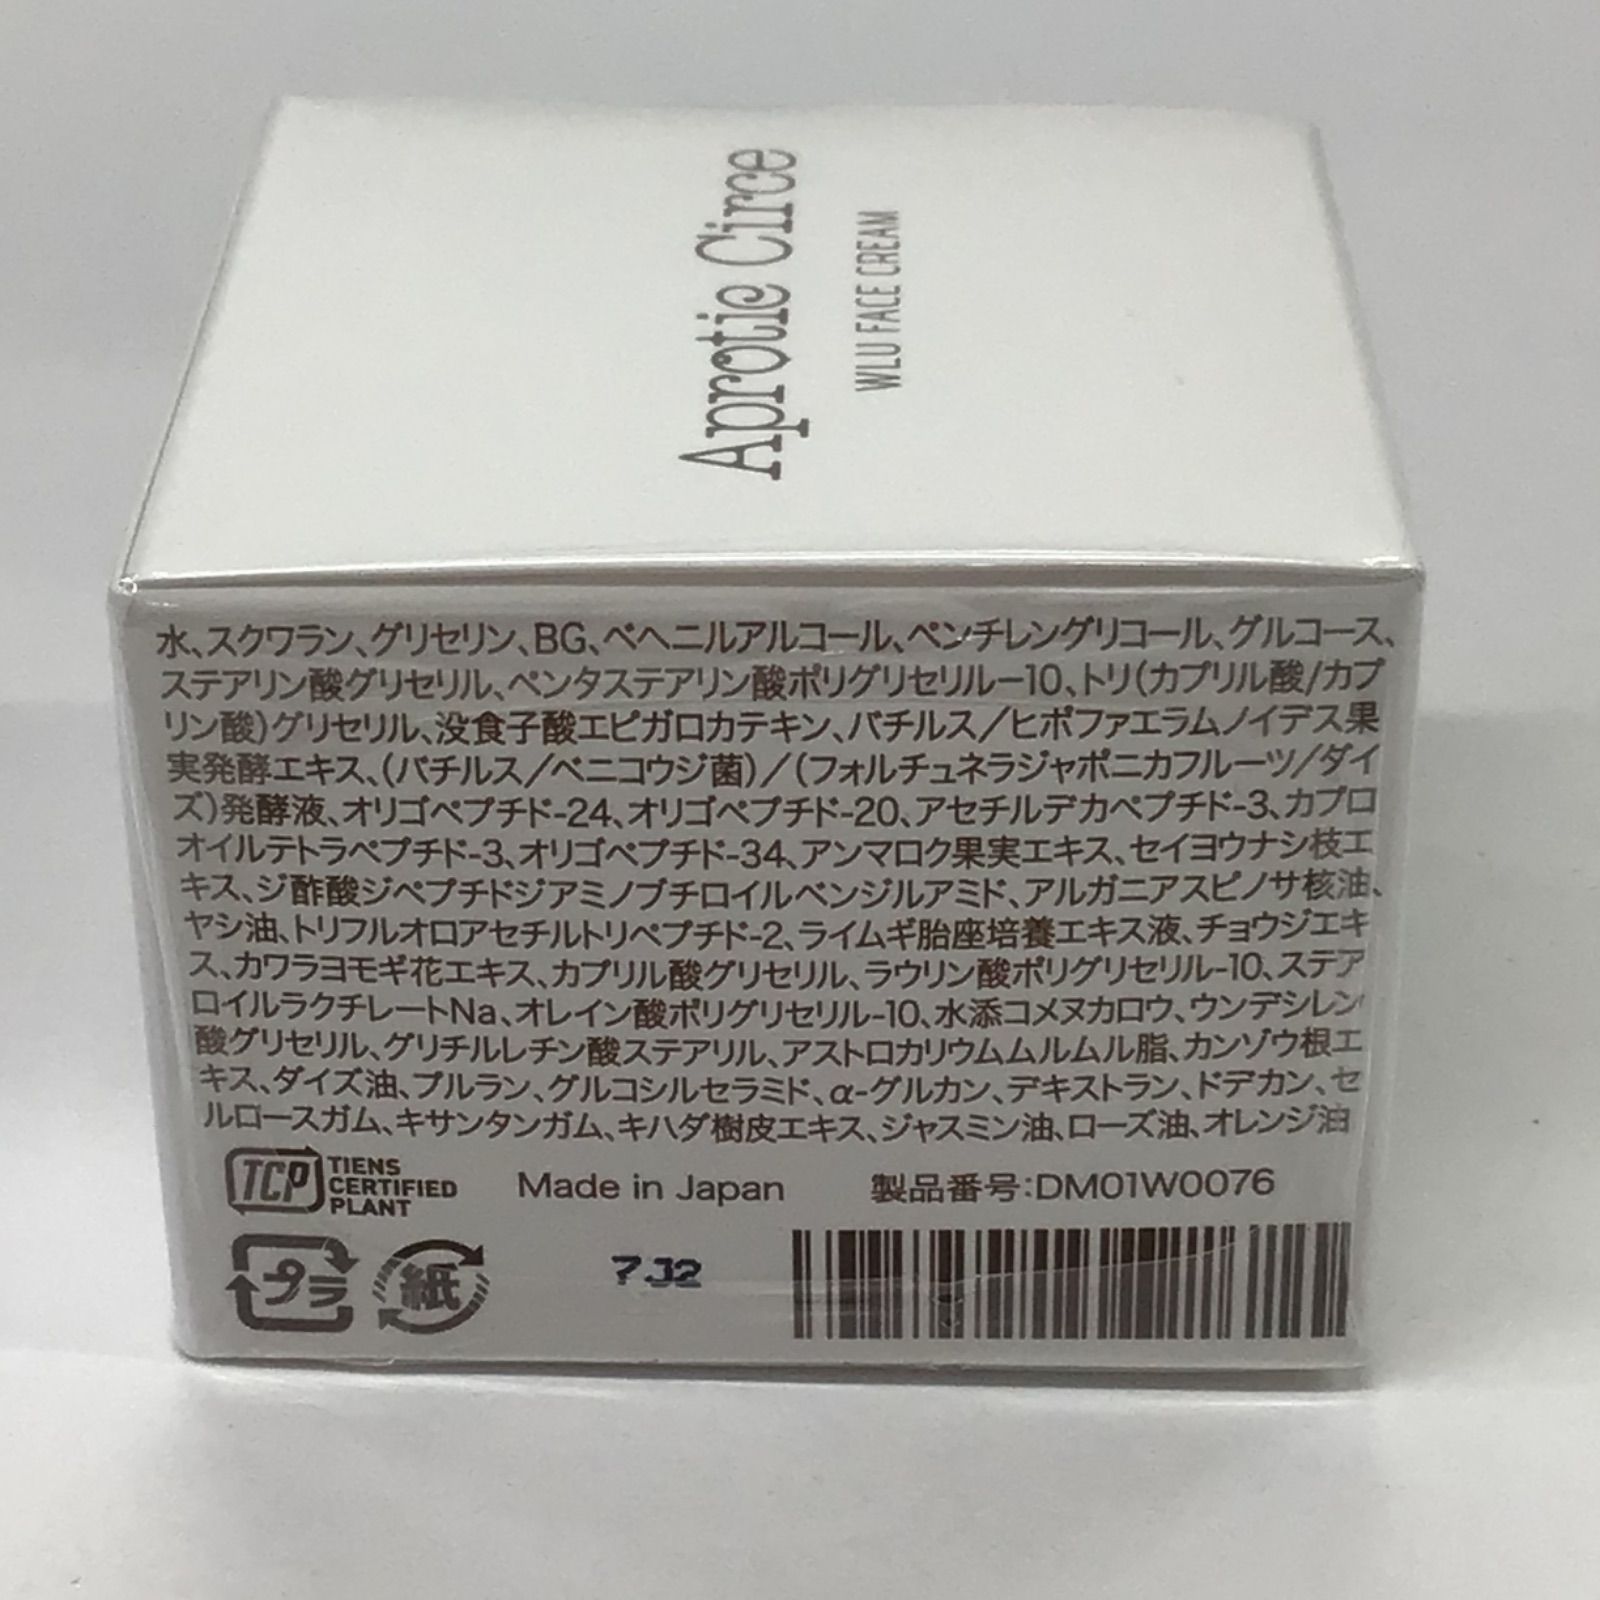 Aprotic Circe
WLU FACE CREAM
水、スクワラン、グリセリン、BG、ベヘニルアルコール、ペンチレングリコール、グルコース、
ステアリン酸グリセリル、ペンタステアリン酸ポリグリセリルー10、トリ(カプリル酸/カプ
リン酸)グリセリル、没食子酸エピガロカテキン、バチルス／ヒポファエラムノイデス果
実発酵エキス、(バチルス／ベニコウジ菌)／(フォルチュネラジャポニカフルーツ/ダイ
ズ)発酵液、オリゴペプチド-24、オリゴペプチド-20、アセチルデカペプチド-3、カプロ
オイルテトラペプチド-3、オリゴペプチド-34、アンマロク果実エキス、セイヨウナシ枝エ
キス、ジ酢酸ジペプチドジアミノブチロイルベンジルアミド、アルガニアスピノサ核油、
ヤシ油、トリフルオロアセチルトリペプチド-2、ライムギ胎座培養エキス液、チョウジエキ
ス、カワラヨモギ花エキス、カプリル酸グリセリル、ラウリン酸ポリグリセリル-10、ステア
ロイルラクチレートNa、オレイン酸ポリグリセリル-10、水添コメヌカロウ、ウンデシレン
酸グリセリル、グリチルレチン酸ステアリル、アストロカリウムムルムル脂、カンゾウ根エ
キス、ダイズ油、プルラン、グルコシルセラミド、α-グルカン、デキストラン、ドデカン、セ
ルロースガム、キサンタンガム、キハダ樹皮エキス、ジャスミン油、ローズ油、オレンジ油
TCP TIENS
CERTIFIED
PLANT
Made in Japan
製品番号:DM01W0076
プラ
紙
7J2